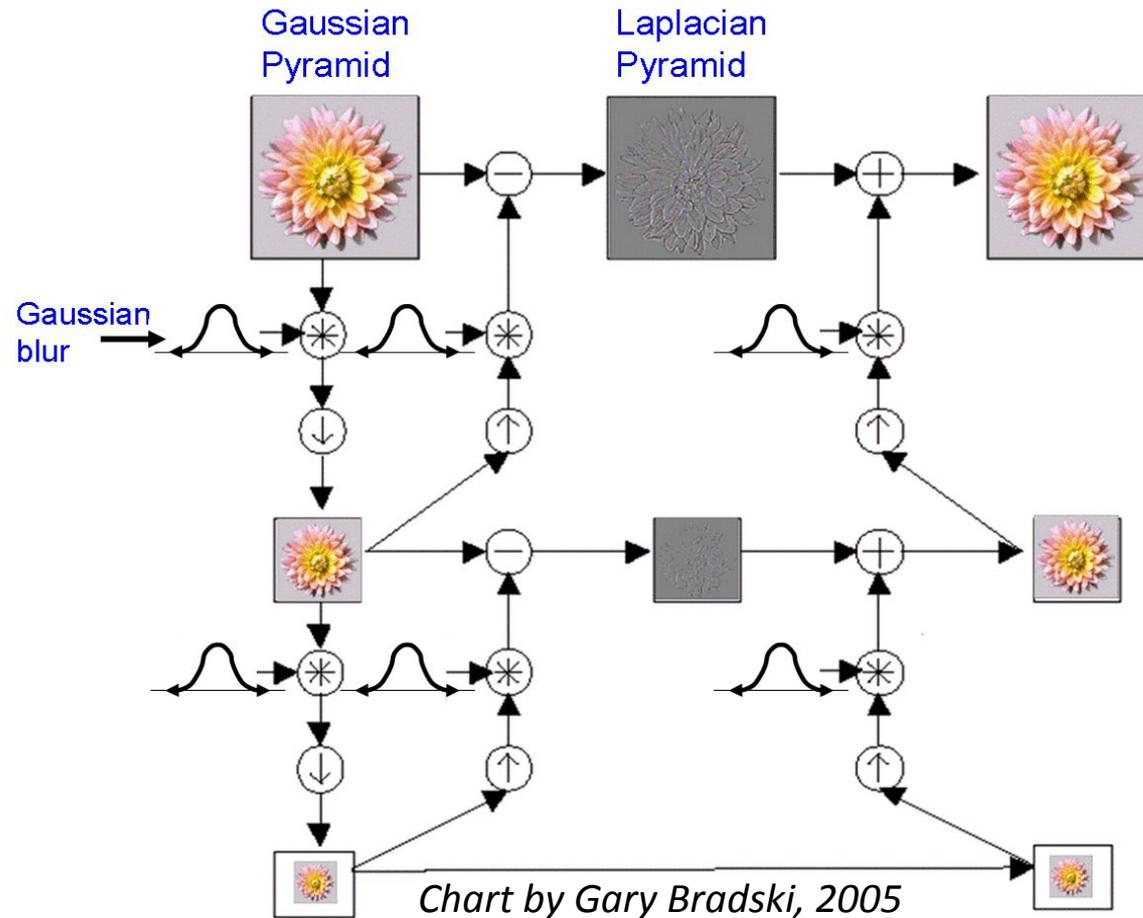 Gaussian
Pyramid
Laplacian
Pyramid
Gaussian
blur
Chart by Gary Bradski, 2005